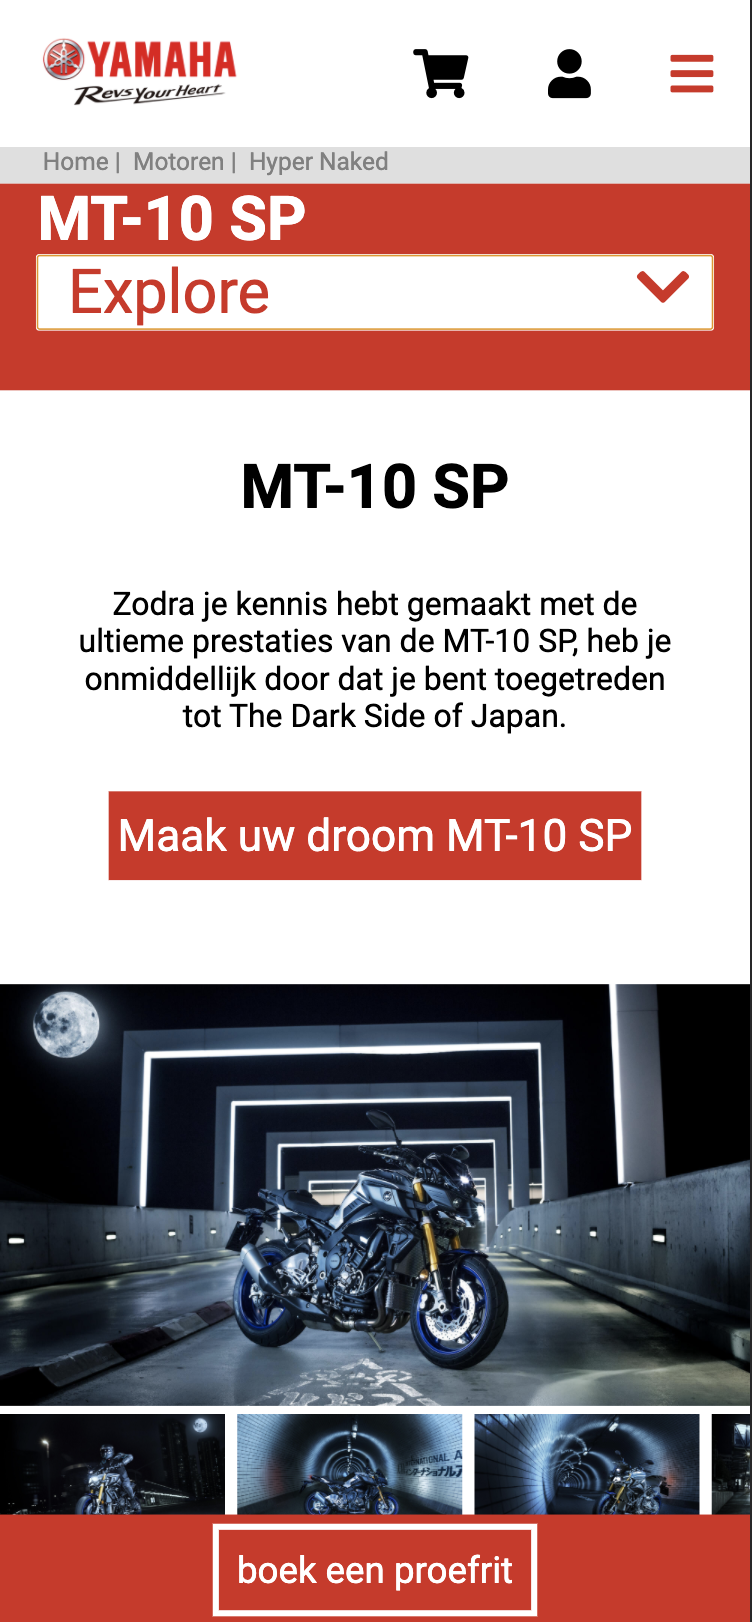 YAMAHA
Revs Your Heart
Home | Motoren | Hyper Naked
MT-10 SP
Explore
MT-10 SP
Zodra je kennis hebt gemaakt met de
ultieme prestaties van de MT-10 SP, heb je
onmiddellijk door dat je bent toegetreden
tot The Dark Side of Japan.
Maak uw droom MT-10 SP
boek een proefrit